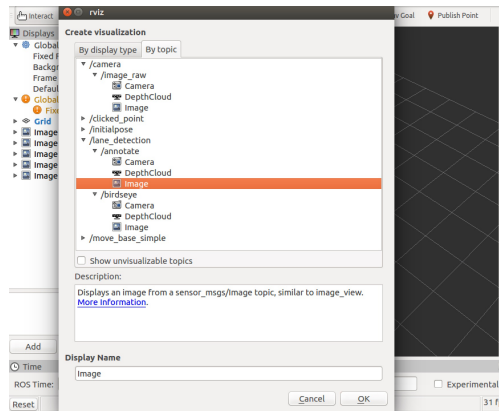 Interact
rviz
w Goal
Publish Point
Displays
Global
Fixed F
Backgr
Frame
Defaul
Global
Fixe
Grid
Image
Image
Image
Image
Create visualization
By display type
By topic
/camera
/image_raw
Camera
DepthCloud
Image
/clicked_point
/initialpose
/lane_detection
/annotate
Camera
DepthCloud
Image
/birdseye
Camera
DepthCloud
Image
/move_base_simple
Show unvisualizable topics
Description:
Displays an image from a sensor_msgs/Image topic, similar to image_view.
More Information.
Add
Display Name
Time
Image
ROS Time:
Experimental
Cancel
OK
Reset
31 f